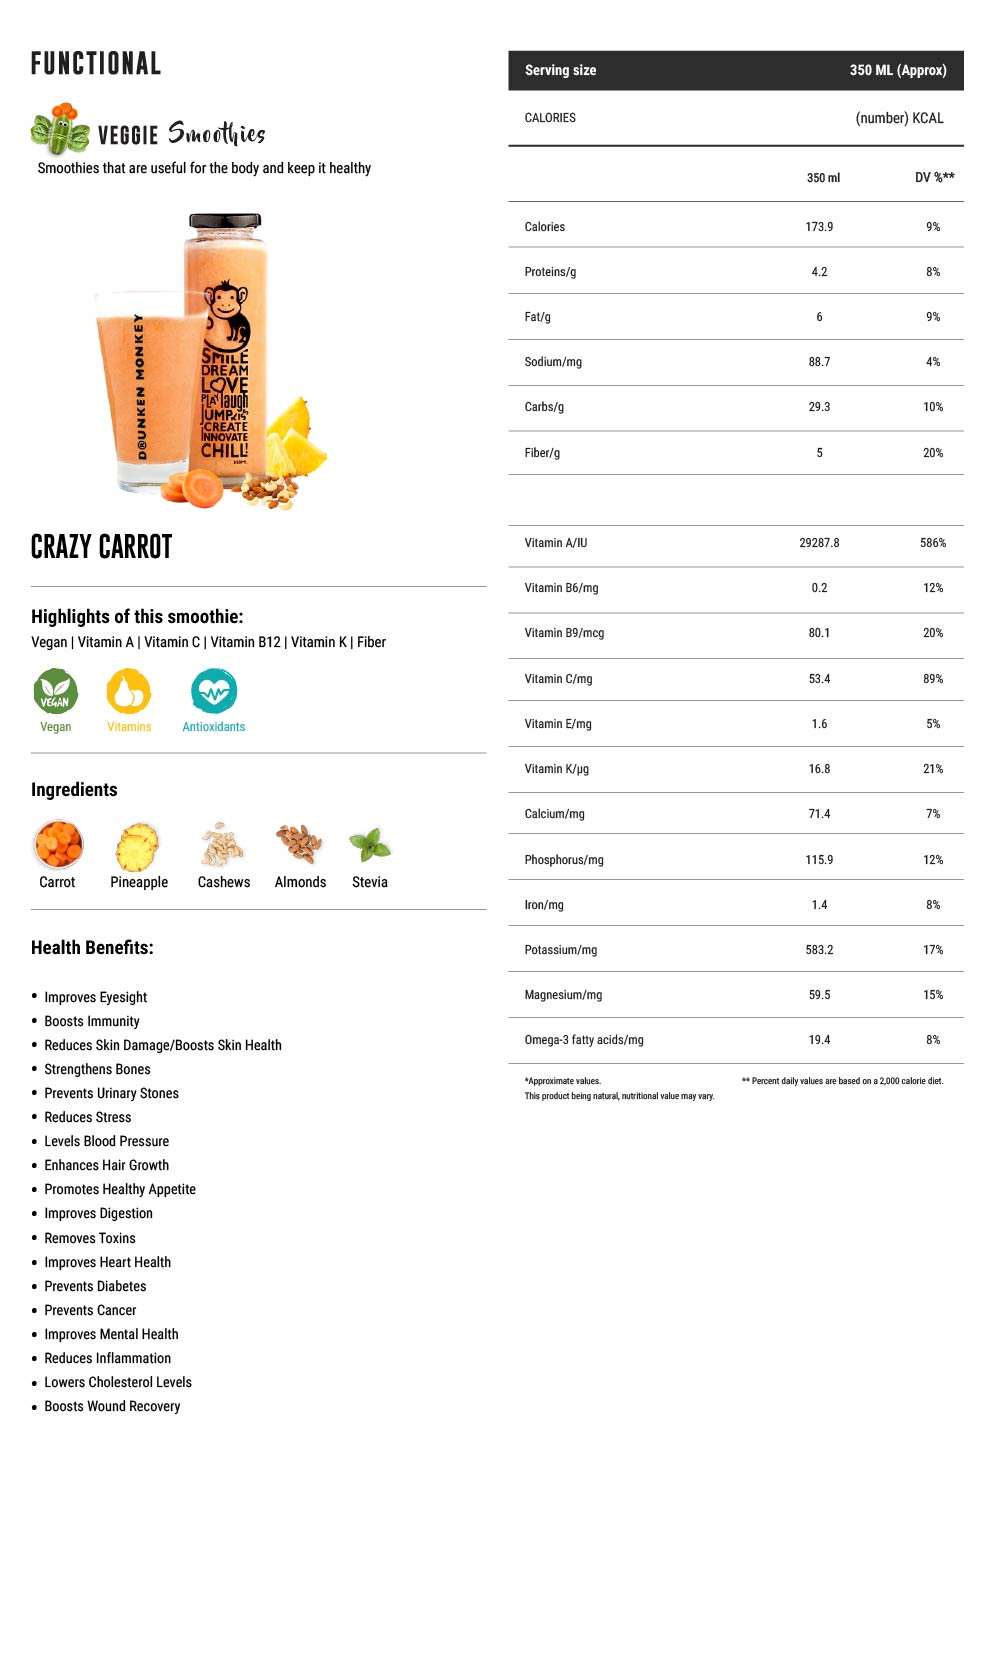 FUNCTIONAL
VEGGIE Smoothies
Smoothies that are useful for the body and keep it healthy
DRUNKEN MONKEY
SMILE
DREAM
LOVE
PLAY laugh
JUMP KISS
CREATE
INNOVATE
CHILL!
CRAZY CARROT
Highlights of this smoothie:
Vegan | Vitamin A | Vitamin C | Vitamin B12 | Vitamin K | Fiber
VEGAN
Vegan Vitamins Antioxidants
Ingredients
Carrot Pineapple Cashews Almonds Stevia
Health Benefits:
• Improves Eyesight
• Boosts Immunity
• Reduces Skin Damage/Boosts Skin Health
• Strengthens Bones
• Prevents Urinary Stones
• Reduces Stress
• Levels Blood Pressure
• Enhances Hair Growth
• Promotes Healthy Appetite
• Improves Digestion
• Removes Toxins
• Improves Heart Health
• Prevents Diabetes
• Prevents Cancer
• Improves Mental Health
• Reduces Inflammation
• Lowers Cholesterol Levels
• Boosts Wound Recovery
Serving size 350 ML (Approx)
CALORIES (number) KCAL
350 ml DV %**
Calories 173.9 9%
Proteins/g 4.2 8%
Fat/g 6 9%
Sodium/mg 88.7 4%
Carbs/g 29.3 10%
Fiber/g 5 20%
Vitamin A/IU 29287.8 586%
Vitamin B6/mg 0.2 12%
Vitamin B9/mcg 80.1 20%
Vitamin C/mg 53.4 89%
Vitamin E/mg 1.6 5%
Vitamin K/µg 16.8 21%
Calcium/mg 71.4 7%
Phosphorus/mg 115.9 12%
Iron/mg 1.4 8%
Potassium/mg 583.2 17%
Magnesium/mg 59.5 15%
Omega-3 fatty acids/mg 19.4 8%
*Approximate values. ** Percent daily values are based on a 2,000 calorie diet.
This product being natural, nutritional value may vary.